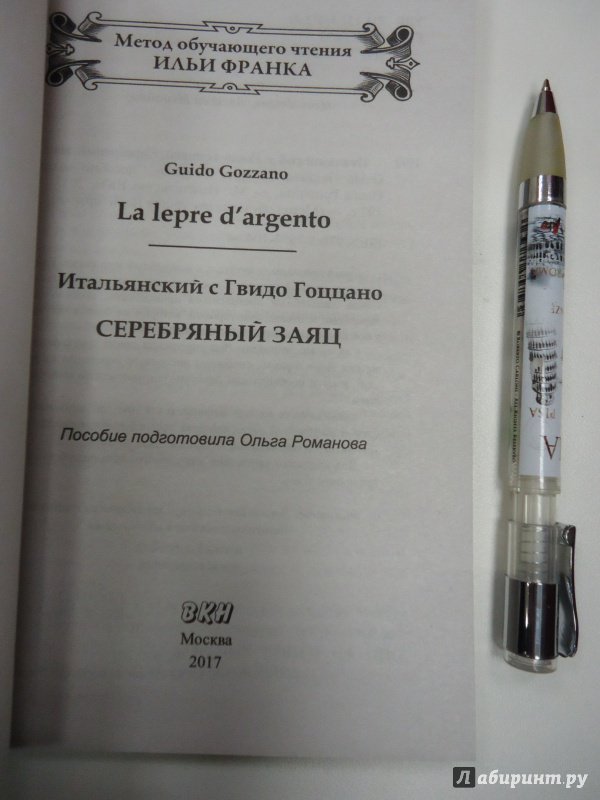 Метод обучающего чтения
ИЛЬИ ФРАНКА
Guido Gozzano
La lepre d'argento
Итальянский с Гвидо Гоццано
СЕРЕБРЯНЫЙ ЗАЯЦ
Пособие подготовила Ольга Романова
ВКН
Москва
2017
PISA
лабиринт.ру